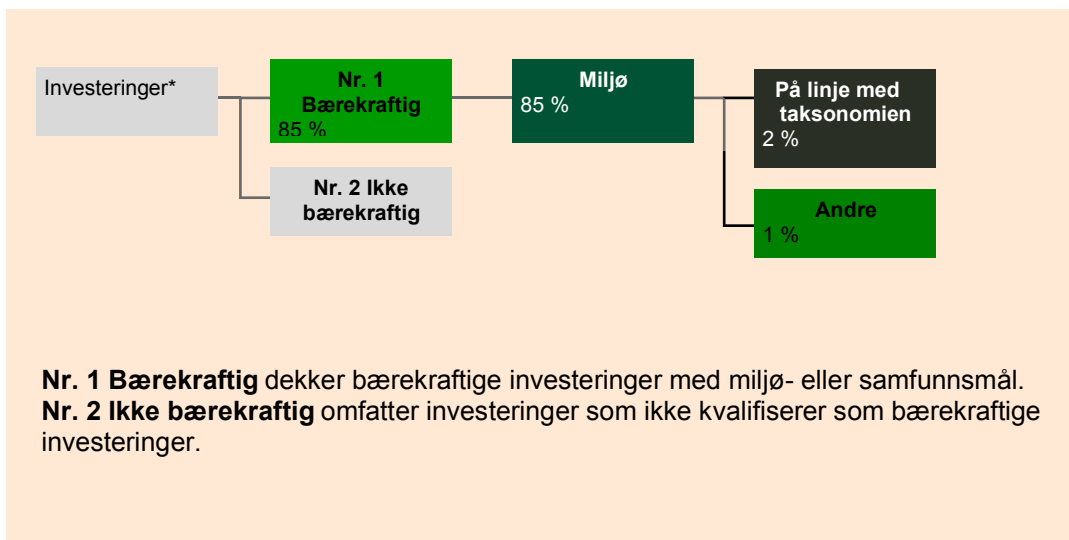 Investeringer*
Nr. 1
Bærekraftig
85 %
Miljø
85 %
På linje med
taksonomien
2 %
Nr. 2 Ikke
bærekraftig
Andre
1 %
Nr. 1 Bærekraftig dekker bærekraftige investeringer med miljø- eller samfunnsmål.
Nr. 2 Ikke bærekraftig omfatter investeringer som ikke kvalifiserer som bærekraftige
investeringer.